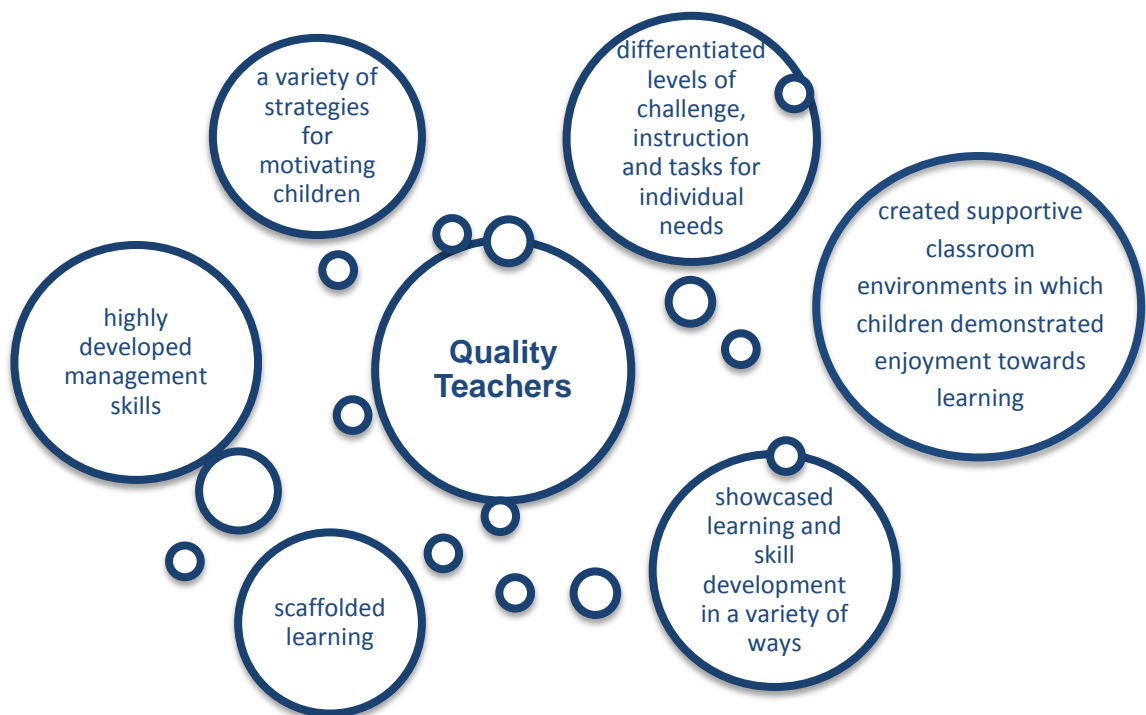 a variety of
strategies
for
motivating
children
differentiated
levels of
challenge,
instruction
and tasks for
individual
needs
created supportive
classroom
environments in which
children demonstrated
enjoyment towards
learning
highly
developed
management
skills
Quality
Teachers
showcased
learning and
skill
development
in a variety of
ways
scaffolded
learning